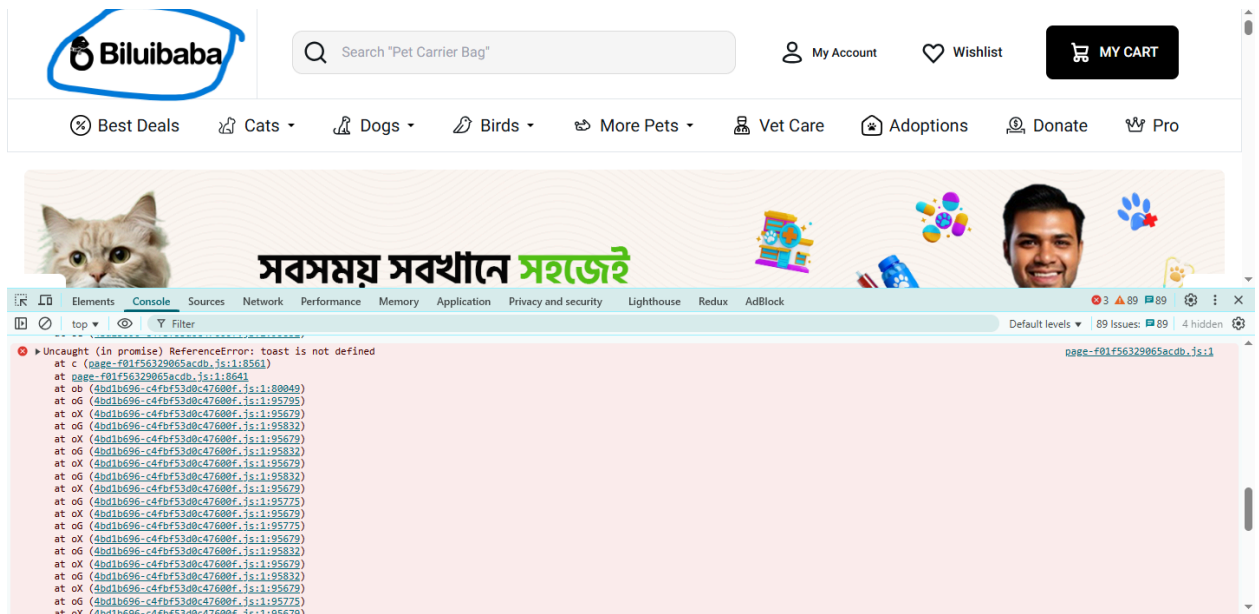 Biluibaba
Search "Pet Carrier Bag"
My Account
Wishlist
MY CART
Best Deals
Cats
Dogs
Birds
More Pets
Vet Care
Adoptions
Donate
Pro
সবসময় সবখানে সহজেই
Elements Console Sources Network Performance Memory Application Privacy and security Lighthouse Redux AdBlock 3 89 89
top Filter Default levels 89 Issues: 89 4 hidden
Uncaught (in promise) ReferenceError: toast is not defined page-f01f56329065acdb.js:1
at c (page-f01f56329065acdb.js:1:8561)
at page-f01f56329065acdb.js:1:8641
at ob (4bd1b696-c4fbf53d0c47600f.js:1:80049)
at oG (4bd1b696-c4fbf53d0c47600f.js:1:95795)
at oX (4bd1b696-c4fbf53d0c47600f.js:1:95679)
at oG (4bd1b696-c4fbf53d0c47600f.js:1:95832)
at oX (4bd1b696-c4fbf53d0c47600f.js:1:95679)
at oG (4bd1b696-c4fbf53d0c47600f.js:1:95832)
at oX (4bd1b696-c4fbf53d0c47600f.js:1:95679)
at oG (4bd1b696-c4fbf53d0c47600f.js:1:95832)
at oX (4bd1b696-c4fbf53d0c47600f.js:1:95679)
at oG (4bd1b696-c4fbf53d0c47600f.js:1:95775)
at oX (4bd1b696-c4fbf53d0c47600f.js:1:95679)
at oG (4bd1b696-c4fbf53d0c47600f.js:1:95775)
at oX (4bd1b696-c4fbf53d0c47600f.js:1:95679)
at oG (4bd1b696-c4fbf53d0c47600f.js:1:95832)
at oX (4bd1b696-c4fbf53d0c47600f.js:1:95679)
at oG (4bd1b696-c4fbf53d0c47600f.js:1:95832)
at oX (4bd1b696-c4fbf53d0c47600f.js:1:95679)
at oG (4bd1b696-c4fbf53d0c47600f.js:1:95775)
at oX (4bd1b696-c4fbf53d0c47600f.js:1:95679)